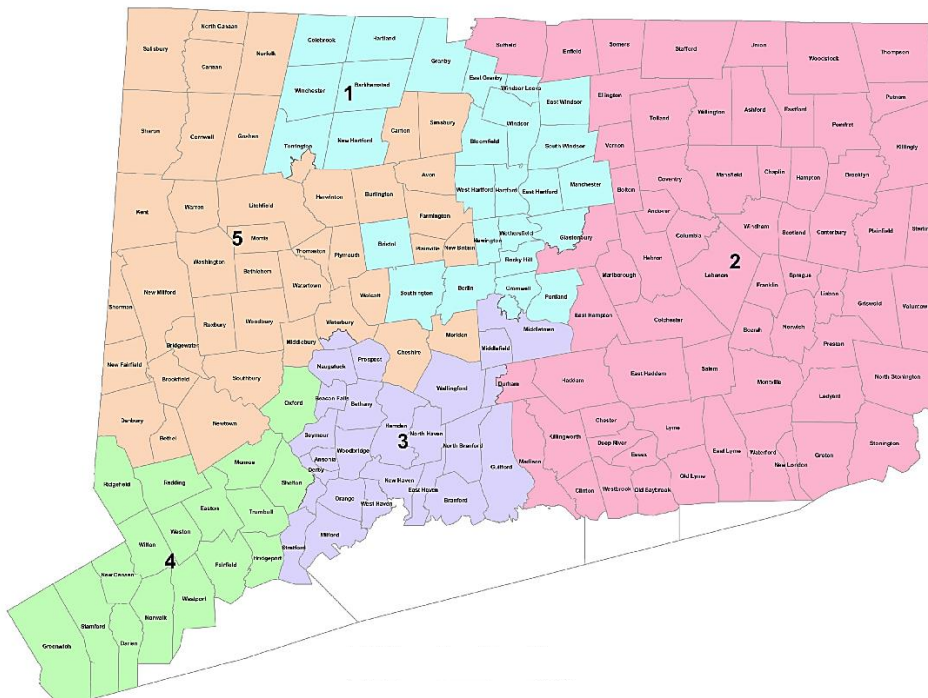 North Canaan
Salisbury
Canaan
Norfolk
Colebrook
Hartland
Granby
Suffield
Enfield
Somers
Stafford
Union
Woodstock
Thompson
East Granby
Windsor Locks
East Windsor
Winchester
Barkhamsted
1
Ellington
Tolland
Willington
Ashford
Eastford
Pomfret
Putnam
Killingly
Sharon
Cornwall
Goshen
Torrington
New Hartford
Canton
Simsbury
Bloomfield
Windsor
South Windsor
Vernon
Avon
West Hartford
Hartford
East Hartford
Manchester
Bolton
Coventry
Mansfield
Chaplin
Hampton
Brooklyn
Kent
Warren
Litchfield
Harwinton
Burlington
Farmington
Andover
Columbia
Windham
Scotland
Canterbury
Plainfield
5
Morris
Bristol
Plainville
New Britain
Newington
Wethersfield
Glastonbury
Rocky Hill
Washington
Bethlehem
Thomaston
Plymouth
Hebron
2
Lebanon
Marlborough
New Milford
Watertown
Wolcott
Southington
Berlin
Cromwell
Portland
Franklin
Sprague
Lisbon
Griswold
Voluntown
Sherman
Roxbury
Woodbury
Waterbury
Middletown
East Hampton
Colchester
Bozrah
Norwich
Preston
Bridgewater
Middlebury
Cheshire
Meriden
Middlefield
New Fairfield
Brookfield
Southbury
Naugatuck
Prospect
Wallingford
Durham
Haddam
East Haddam
Salem
Montville
North Stonington
Ledyard
Danbury
Bethel
Newtown
Oxford
Beacon Falls
Bethany
Hamden
3
North Haven
North Branford
Guilford
Madison
Killingworth
Chester
Deep River
Essex
Lyme
East Lyme
Waterford
New London
Groton
Stonington
Seymour
Woodbridge
Ansonia
Derby
New Haven
East Haven
Branford
Clinton
Westbrook
Old Saybrook
Old Lyme
Ridgefield
Redding
Monroe
Shelton
Orange
West Haven
Milford
Stratford
Easton
Trumbull
Wilton
Weston
4
Fairfield
Bridgeport
New Canaan
Westport
Norwalk
Greenwich
Stamford
Darien